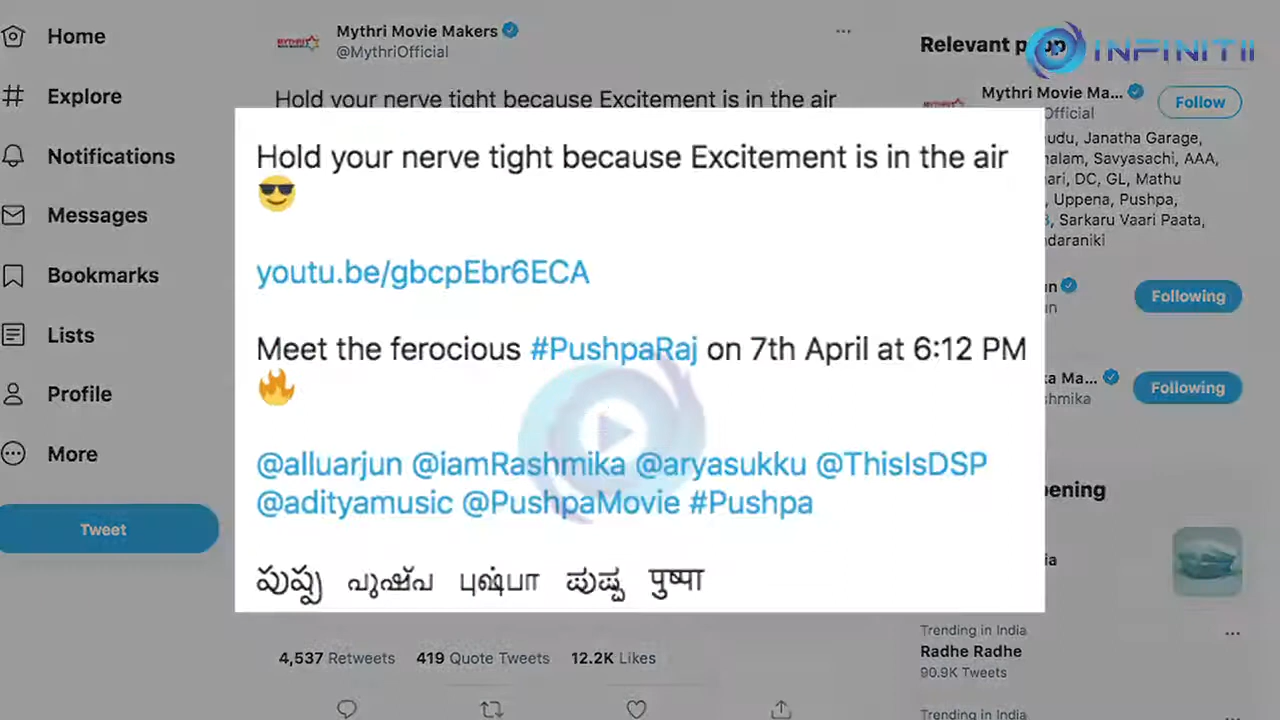 Home
Explore
Notifications
Messages
Bookmarks
Lists
Profile
More
Tweet
Mythri Movie Makers
@MythriOfficial
Hold your nerve tight because Excitement is in the air
Hold your nerve tight because Excitement is in the air
😎
youtu.be/gbcpEbr6ECA
Meet the ferocious #PushpaRaj on 7th April at 6:12 PM
🔥
@alluarjun @iamRashmika @aryasukku @ThisIsDSP
@adityamusic @PushpaMovie #Pushpa
పుష్ప പുഷ്പ புஷ்பா ಪುಷ್ಪ पुष्पा
4,537 Retweets 419 Quote Tweets 12.2K Likes
INFINITII
Relevant
Mythri Movie Ma...
Follow
Janatha Garage,
Savyasachi, AAA,
DC, GL, Mathu
Uppena, Pushpa,
Sarkaru Vaari Paata,
Following
Ma...
Following
Trending in India
Radhe Radhe
90.9K Tweets
Trending in India